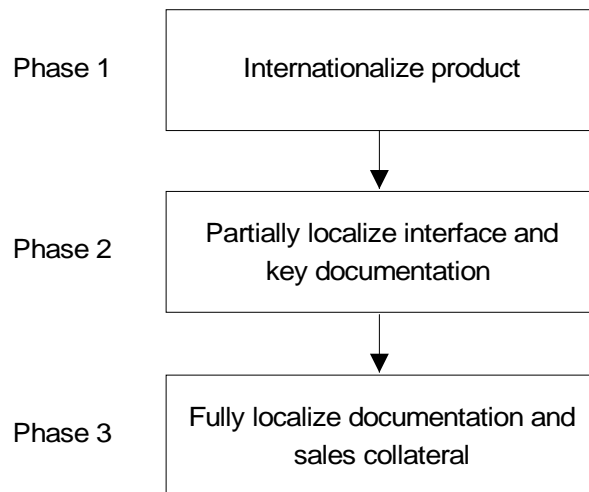 Phase 1
Internationalize product
Phase 2
Partially localize interface and
key documentation
Phase 3
Fully localize documentation and
sales collateral